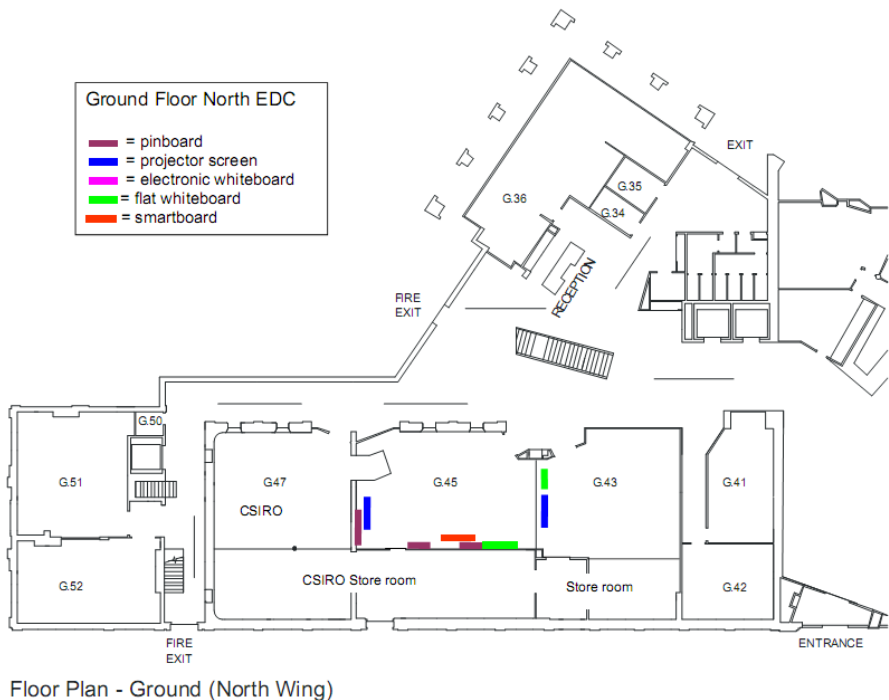 Ground Floor North EDC
= pinboard
= projector screen
= electronic whiteboard
= flat whiteboard
= smartboard
EXIT
G.35
G.36
G.34
RECEPTION
FIRE
EXIT
G.50
G.51
G.47
G.45
G.43
G.41
CSIRO
G.52
CSIRO Store room
Store room
G.42
FIRE
EXIT
ENTRANCE
Floor Plan - Ground (North Wing)